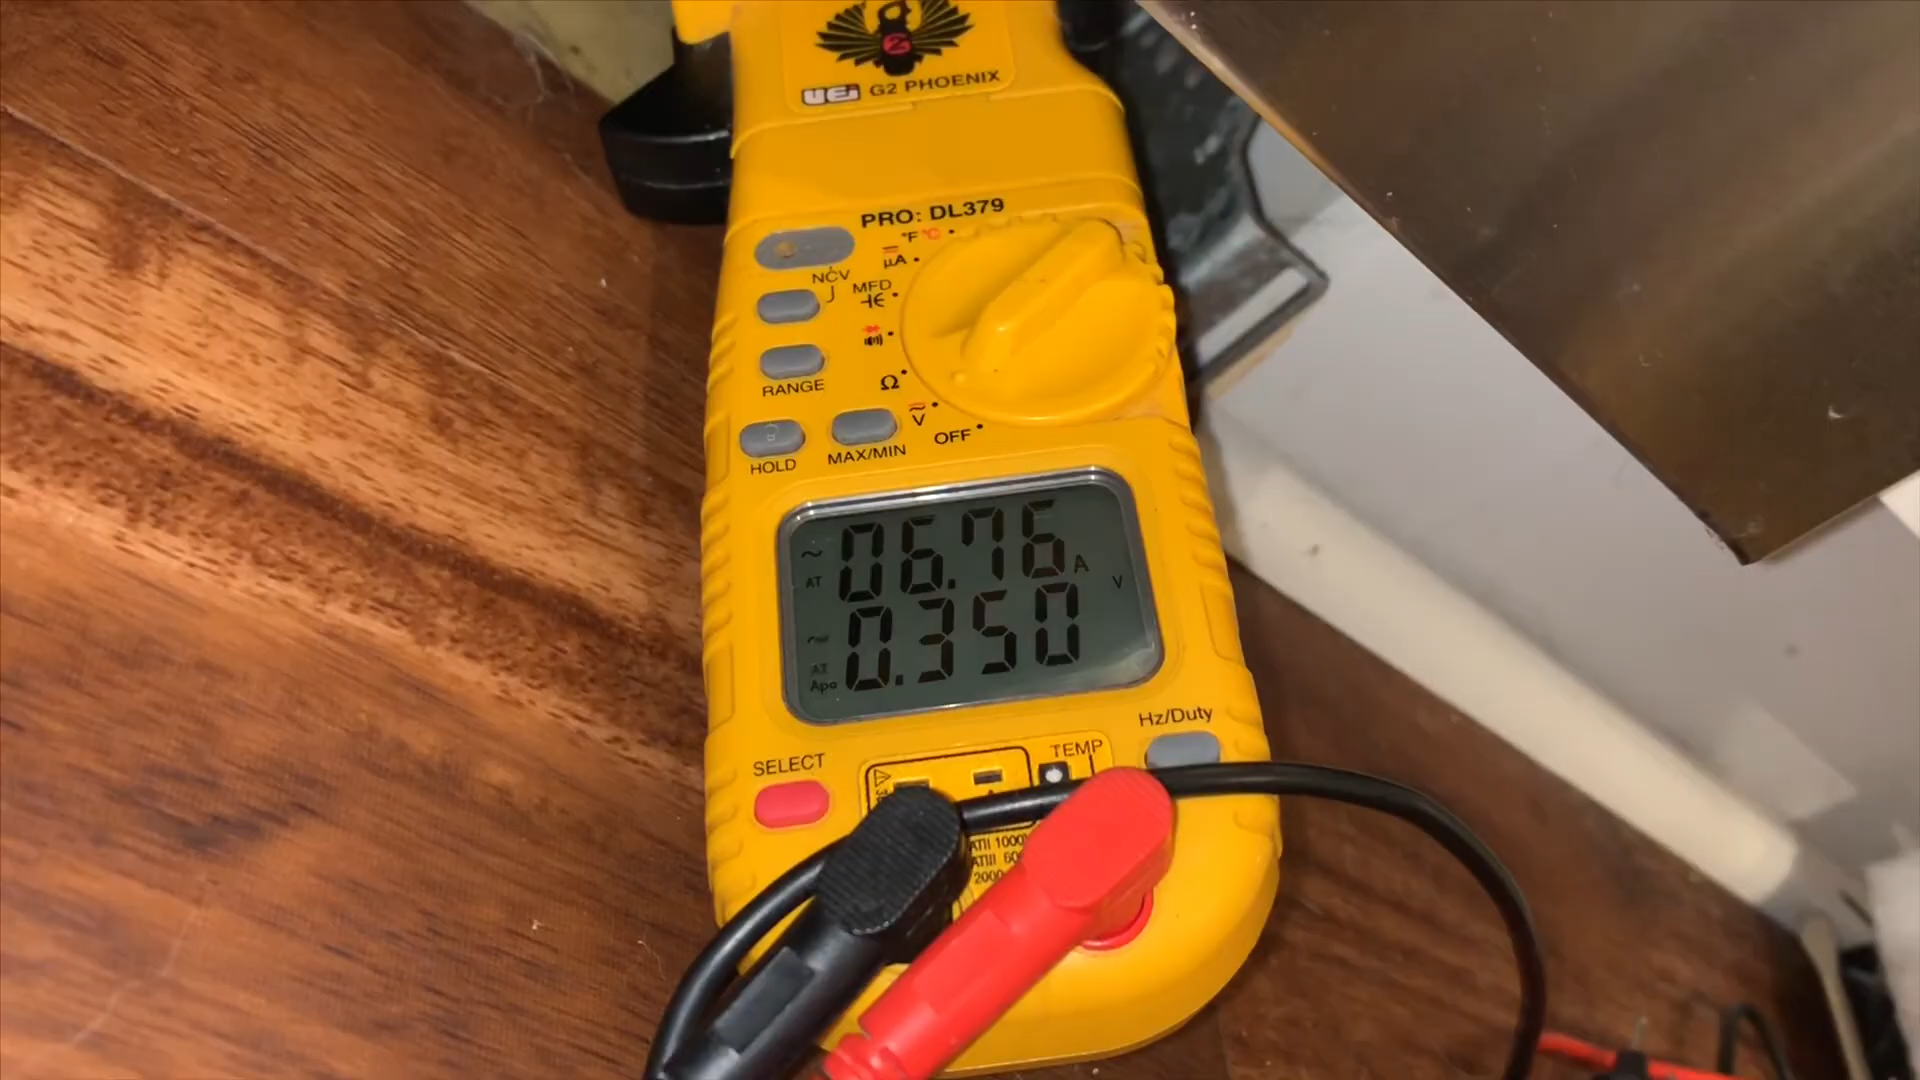 2
UEi G2 PHOENIX
PRO: DL379
°F °C
µA
NCV
MFD
RANGE
Ω
V
OFF
HOLD
MAX/MIN
~
AT
06.76 A
V
AT
0.350
Hz/Duty
SELECT
TEMP